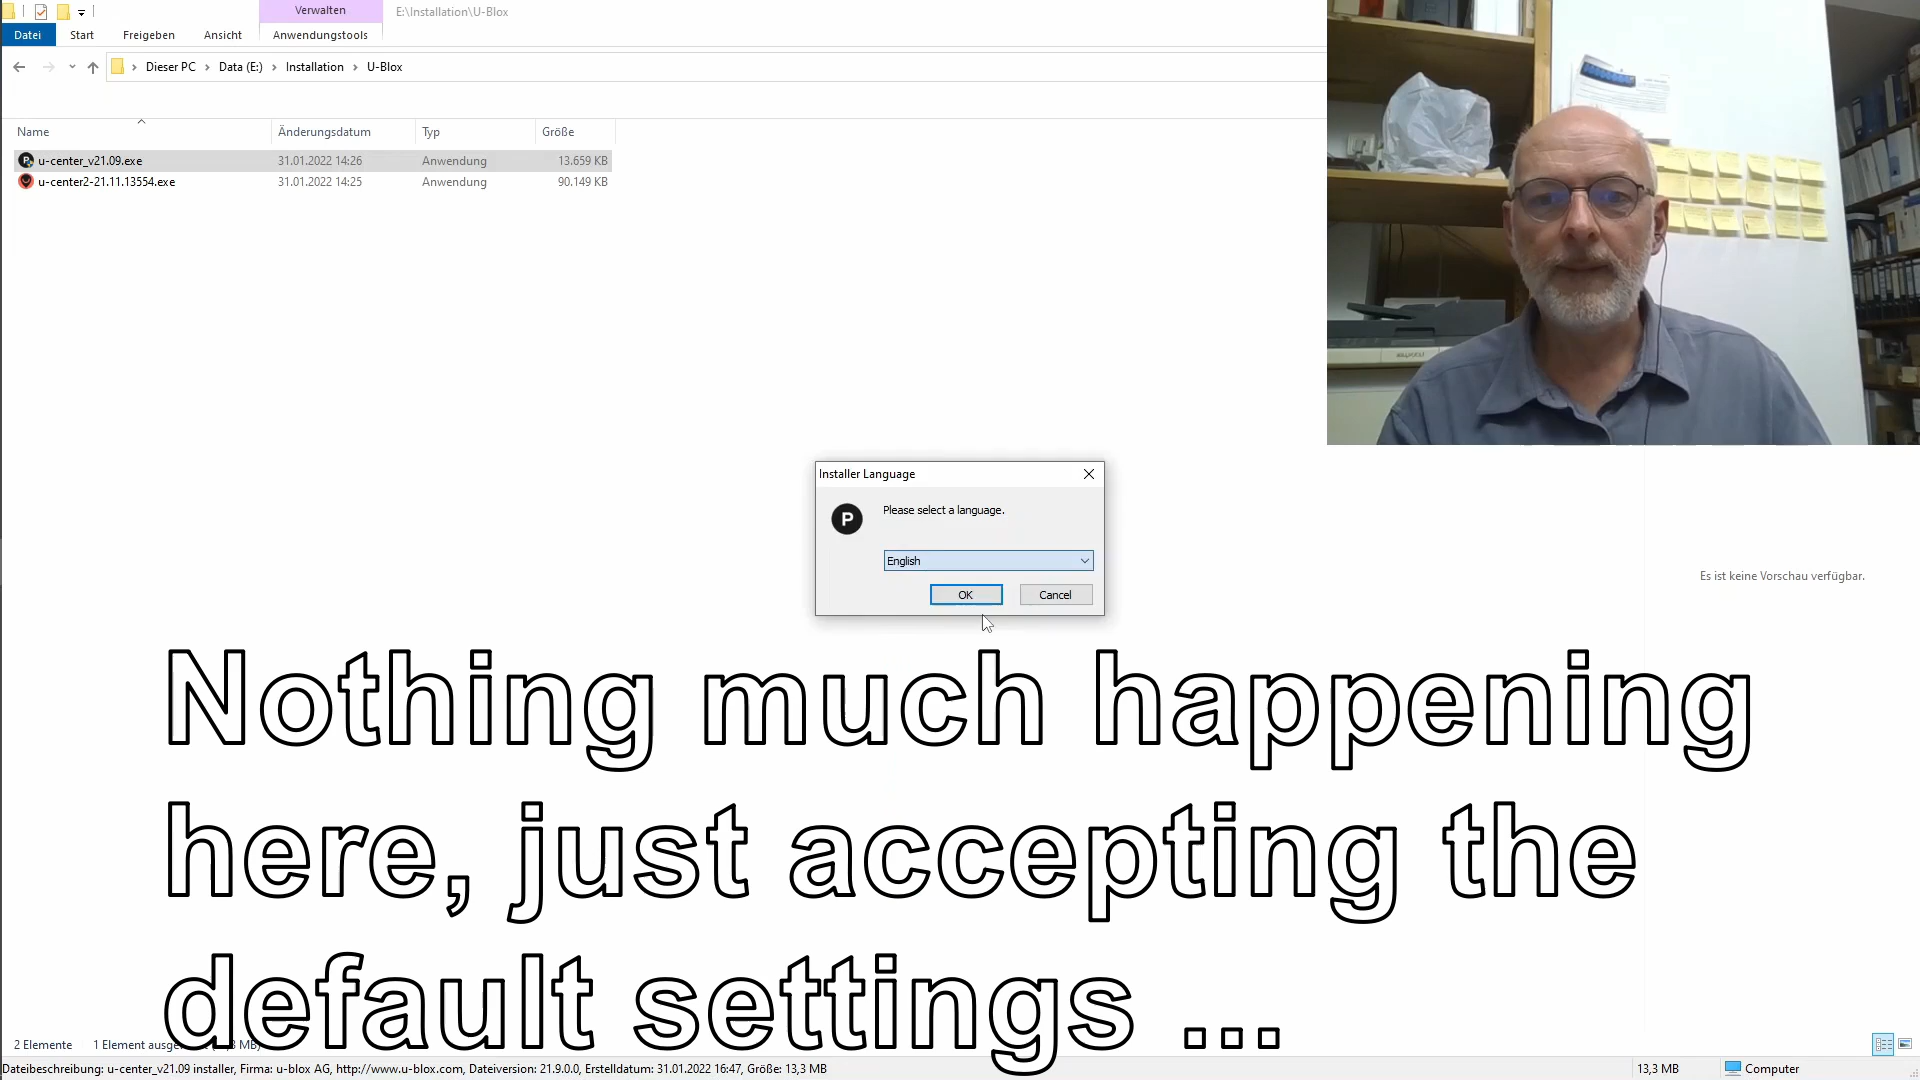 Verwalten
E:\Installation\U-Blox
Datei Start Freigeben Ansicht Anwendungstools
Dieser PC Data (E:) Installation U-Blox
Name Änderungsdatum Typ Größe
u-center_v21.09.exe 31.01.2022 14:26 Anwendung 13.659 KB
u-center2-21.11.13554.exe 31.01.2022 14:25 Anwendung 90.149 KB
Installer Language
P
Please select a language.
English
OK Cancel
Es ist keine Vorschau verfügbar.
Nothing much happening
here, just accepting the
default settings ...
2 Elemente 1 Element
Dateibeschreibung: u-center_v21.09 installer, Firma: u-blox AG, http://www.u-blox.com, Dateiversion: 21.9.0.0, Erstelldatum: 31.01.2022 16:47, Größe: 13,3 MB
13,3 MB Computer